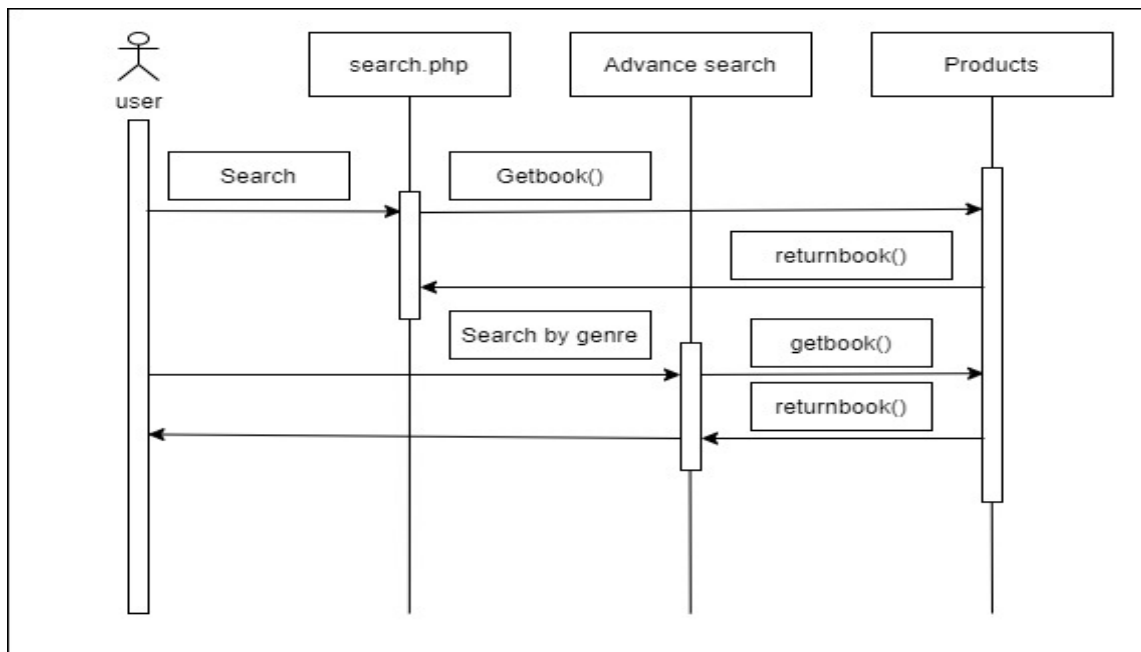 user
search.php
Advance search
Products
Search
Getbook()
returnbook()
Search by genre
getbook()
returnbook()